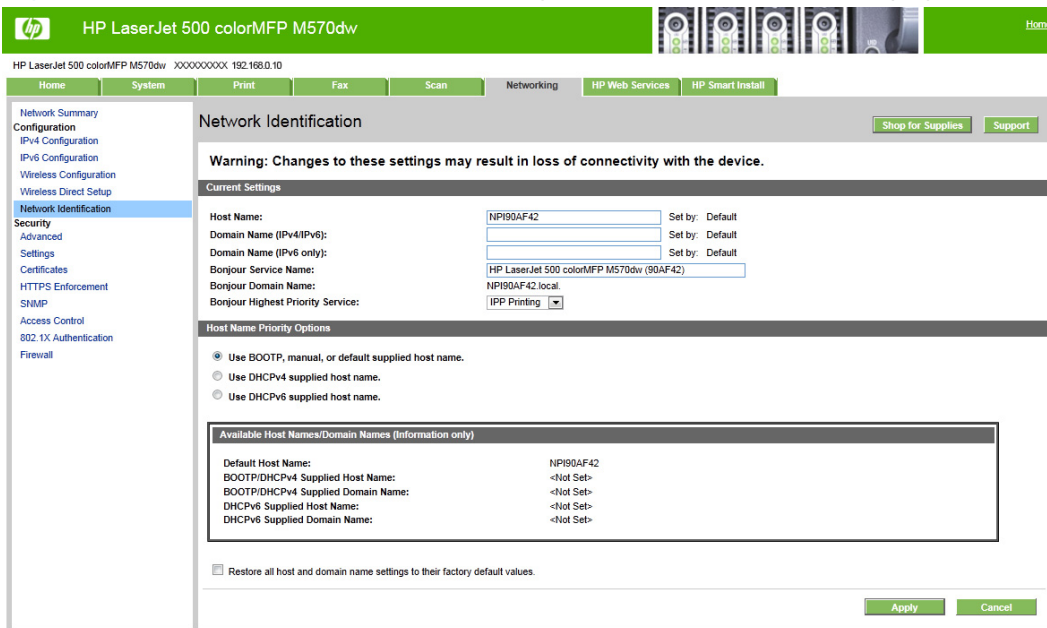 hp HP LaserJet 500 colorMFP M570dw
Home
HP LaserJet 500 colorMFP M570dw XXXXXXXXX 192.168.0.10
Home System Print Fax Scan Networking HP Web Services HP Smart Install
Network Summary
Configuration
IPv4 Configuration
IPv6 Configuration
Wireless Configuration
Wireless Direct Setup
Network Identification
Security
Advanced
Settings
Certificates
HTTPS Enforcement
SNMP
Access Control
802.1X Authentication
Firewall
Network Identification
Shop for Supplies Support
Warning: Changes to these settings may result in loss of connectivity with the device.
Current Settings
Host Name: NPI90AF42 Set by: Default
Domain Name (IPv4/IPv6): Set by: Default
Domain Name (IPv6 only): Set by: Default
Bonjour Service Name: HP LaserJet 500 colorMFP M570dw (90AF42)
Bonjour Domain Name: NPI90AF42.local.
Bonjour Highest Priority Service: IPP Printing
Host Name Priority Options
Use BOOTP, manual, or default supplied host name.
Use DHCPv4 supplied host name.
Use DHCPv6 supplied host name.
Available Host Names/Domain Names (Information only)
Default Host Name: NPI90AF42
BOOTP/DHCPv4 Supplied Host Name: <Not Set>
BOOTP/DHCPv4 Supplied Domain Name: <Not Set>
DHCPv6 Supplied Host Name: <Not Set>
DHCPv6 Supplied Domain Name: <Not Set>
Restore all host and domain name settings to their factory default values.
Apply Cancel